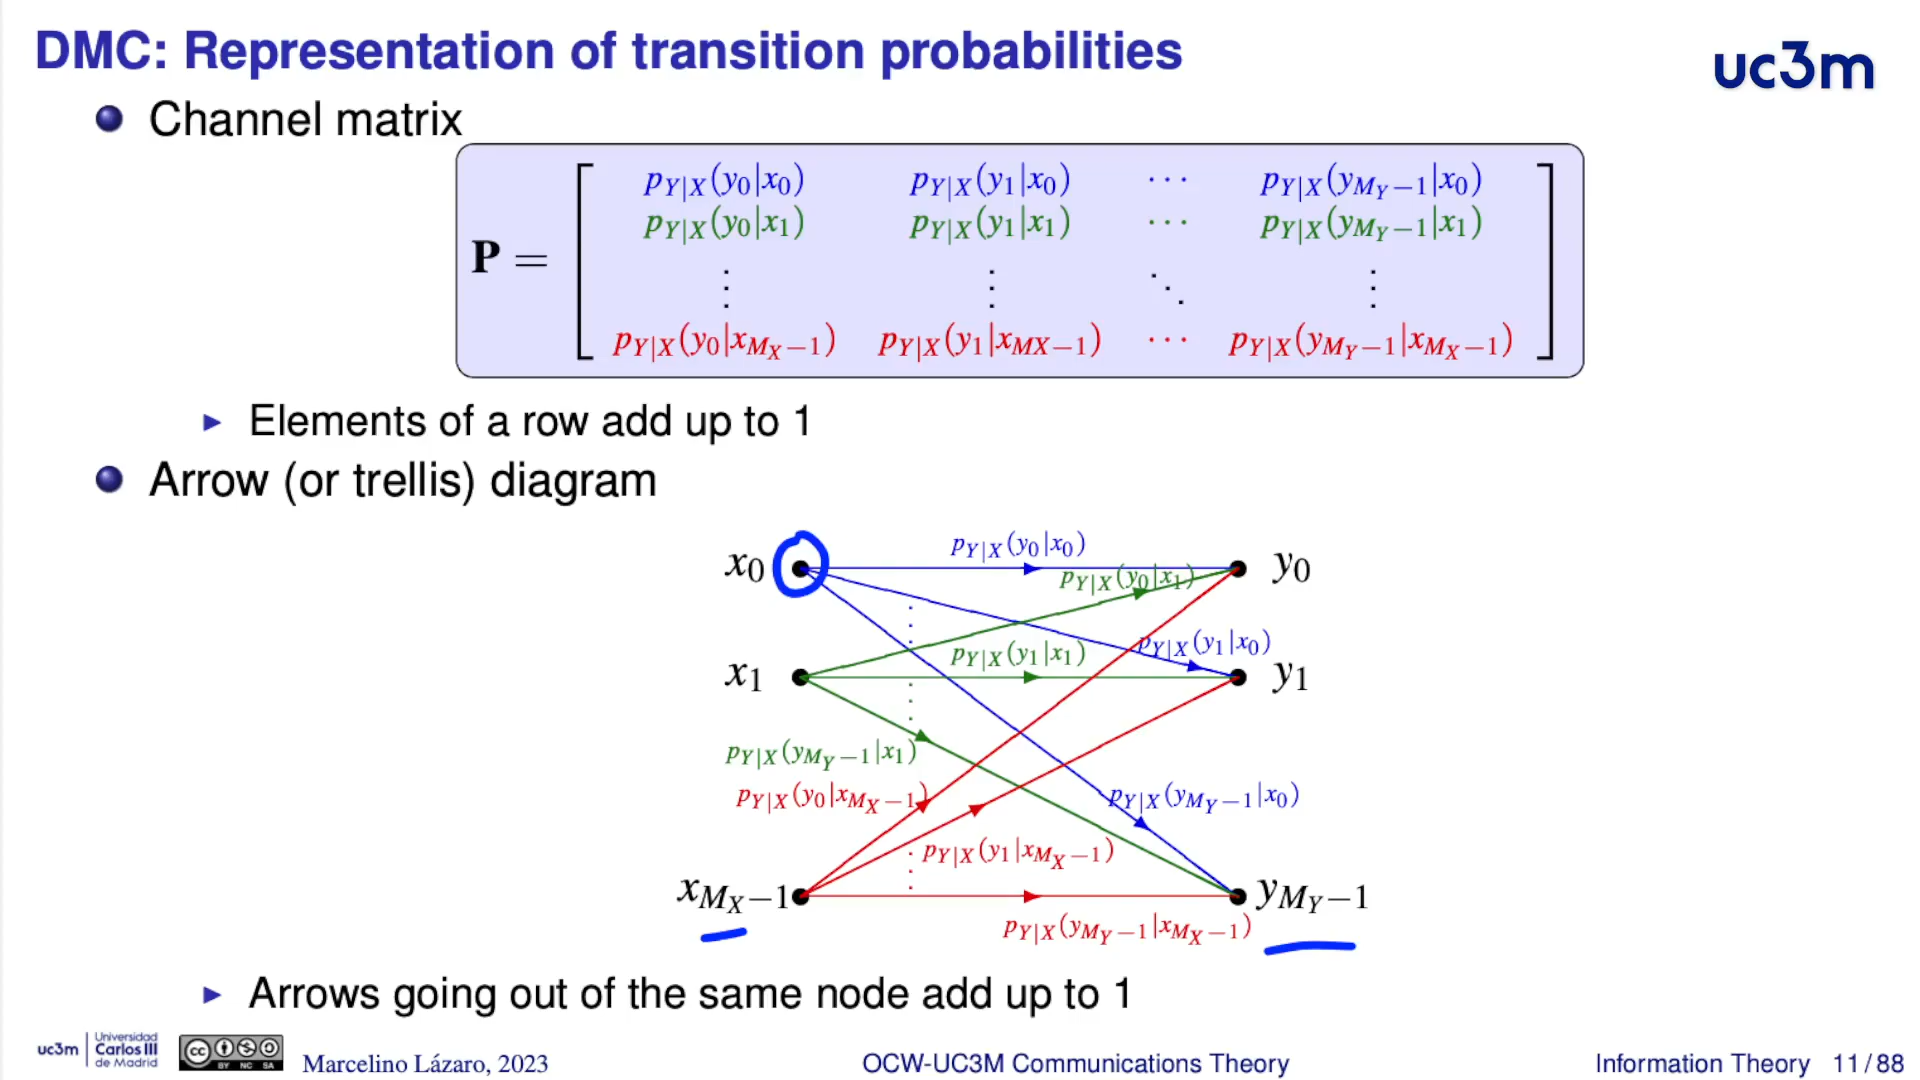 DMC: Representation of transition probabilities
uc3m
Channel matrix
P =
p_{Y|X}(y_0|x_0) p_{Y|X}(y_1|x_0) ··· p_{Y|X}(y_{M_Y−1}|x_0)
p_{Y|X}(y_0|x_1) p_{Y|X}(y_1|x_1) ··· p_{Y|X}(y_{M_Y−1}|x_1)
⋮ ⋮ ⋱ ⋮
p_{Y|X}(y_0|x_{M_X−1}) p_{Y|X}(y_1|x_{MX−1}) ··· p_{Y|X}(y_{M_Y−1}|x_{M_X−1})
Elements of a row add up to 1
Arrow (or trellis) diagram
p_{Y|X}(y_0|x_0)
x_0 y_0
p_{Y|X}(y_0|x_1)
p_{Y|X}(y_1|x_0)
p_{Y|X}(y_1|x_1)
x_1 y_1
p_{Y|X}(y_{M_Y−1}|x_1)
p_{Y|X}(y_0|x_{M_X−1}) p_{Y|X}(y_{M_Y−1}|x_0)
p_{Y|X}(y_1|x_{M_X−1})
x_{M_X−1} y_{M_Y−1}
p_{Y|X}(y_{M_Y−1}|x_{M_X−1})
Arrows going out of the same node add up to 1
uc3m Universidad
Carlos III
de Madrid
cc BY NC SA
Marcelino Lázaro, 2023
OCW-UC3M Communications Theory
Information Theory 11 / 88